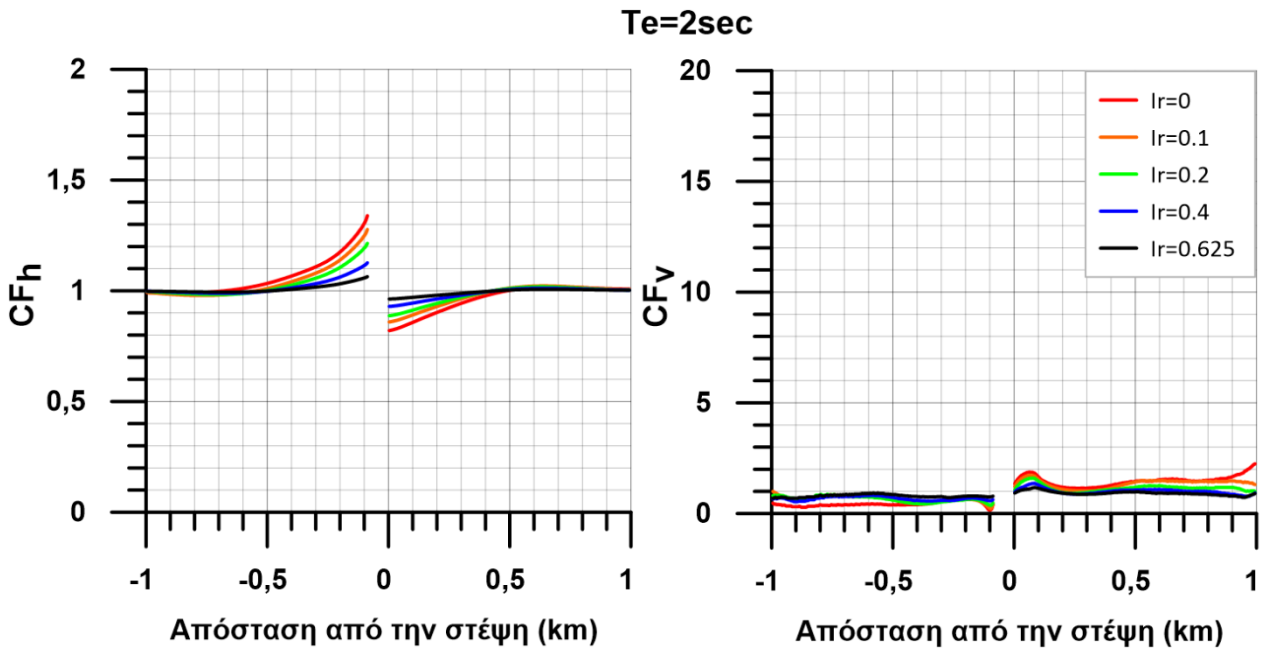 Te=2sec
CFh
2
1,5
1
0,5
0
-1
-0,5
0
0,5
1
Απόσταση από την στέψη (km)
CFv
20
15
10
5
0
-1
-0,5
0
0,5
1
Απόσταση από την στέψη (km)
Ir=0
Ir=0.1
Ir=0.2
Ir=0.4
Ir=0.625